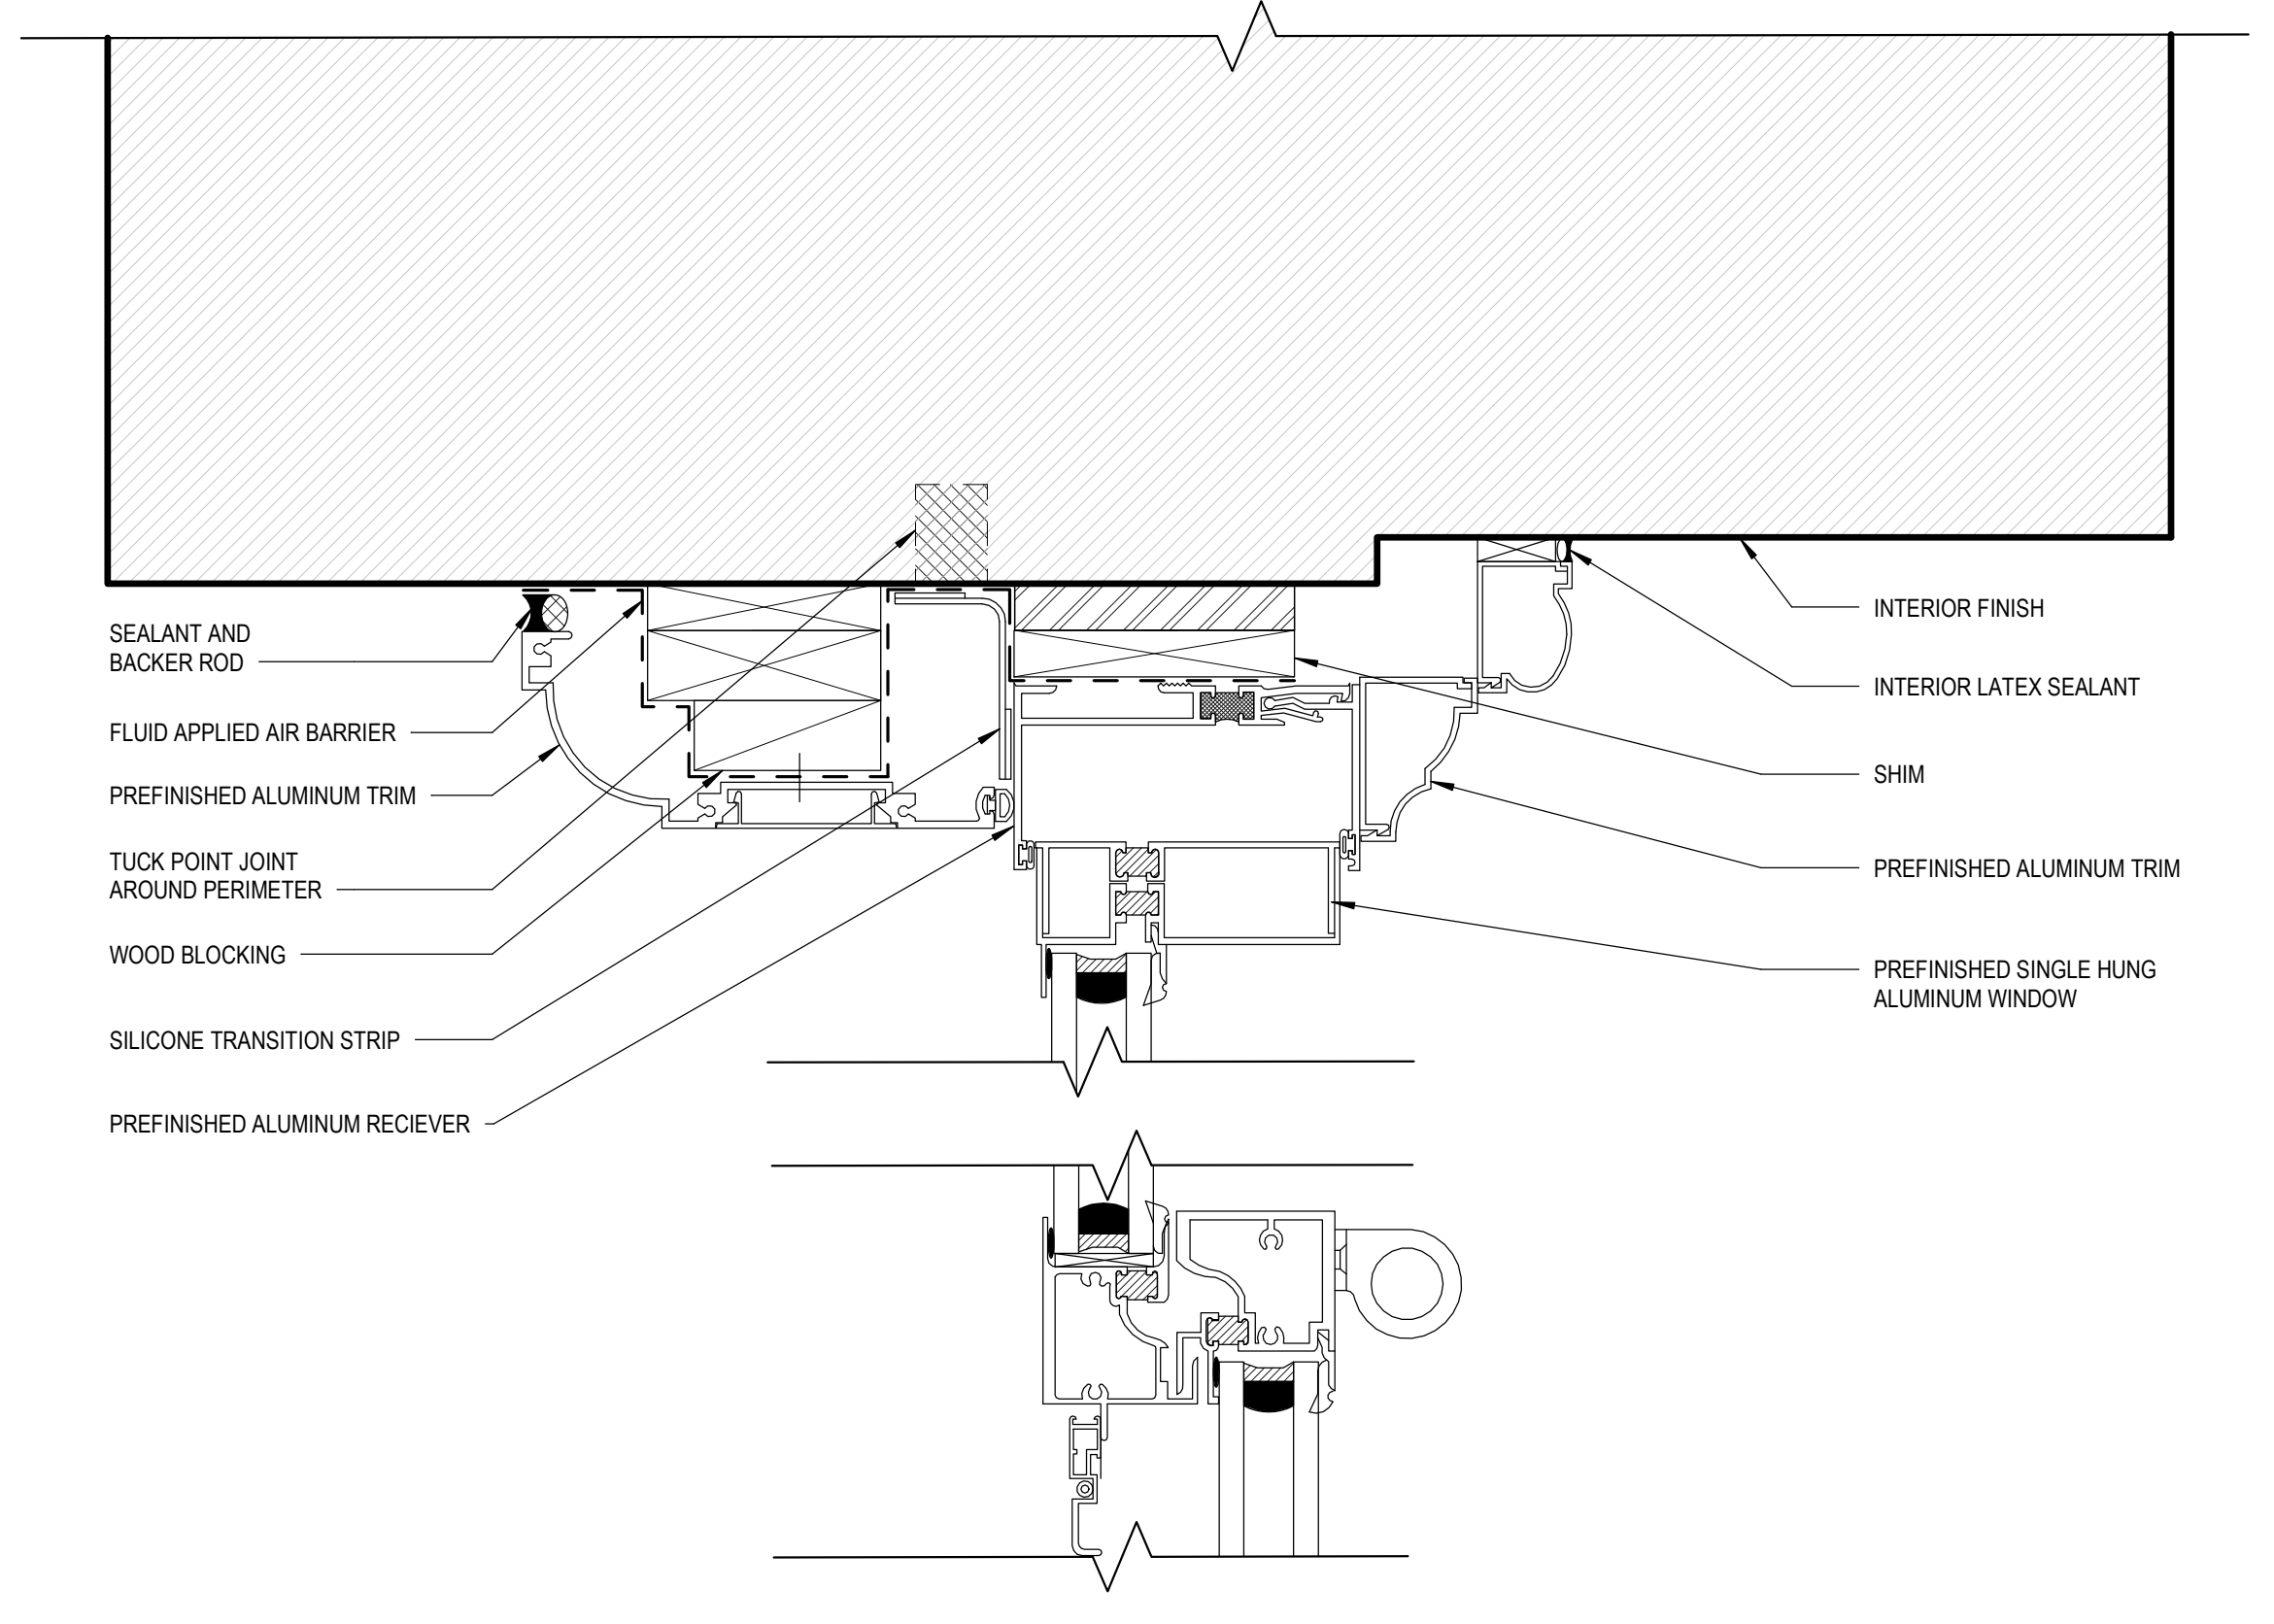 SEALANT AND
BACKER ROD
FLUID APPLIED AIR BARRIER
PREFINISHED ALUMINUM TRIM
TUCK POINT JOINT
AROUND PERIMETER
WOOD BLOCKING
SILICONE TRANSITION STRIP
PREFINISHED ALUMINUM RECIEVER
INTERIOR FINISH
INTERIOR LATEX SEALANT
SHIM
PREFINISHED ALUMINUM TRIM
PREFINISHED SINGLE HUNG
ALUMINUM WINDOW